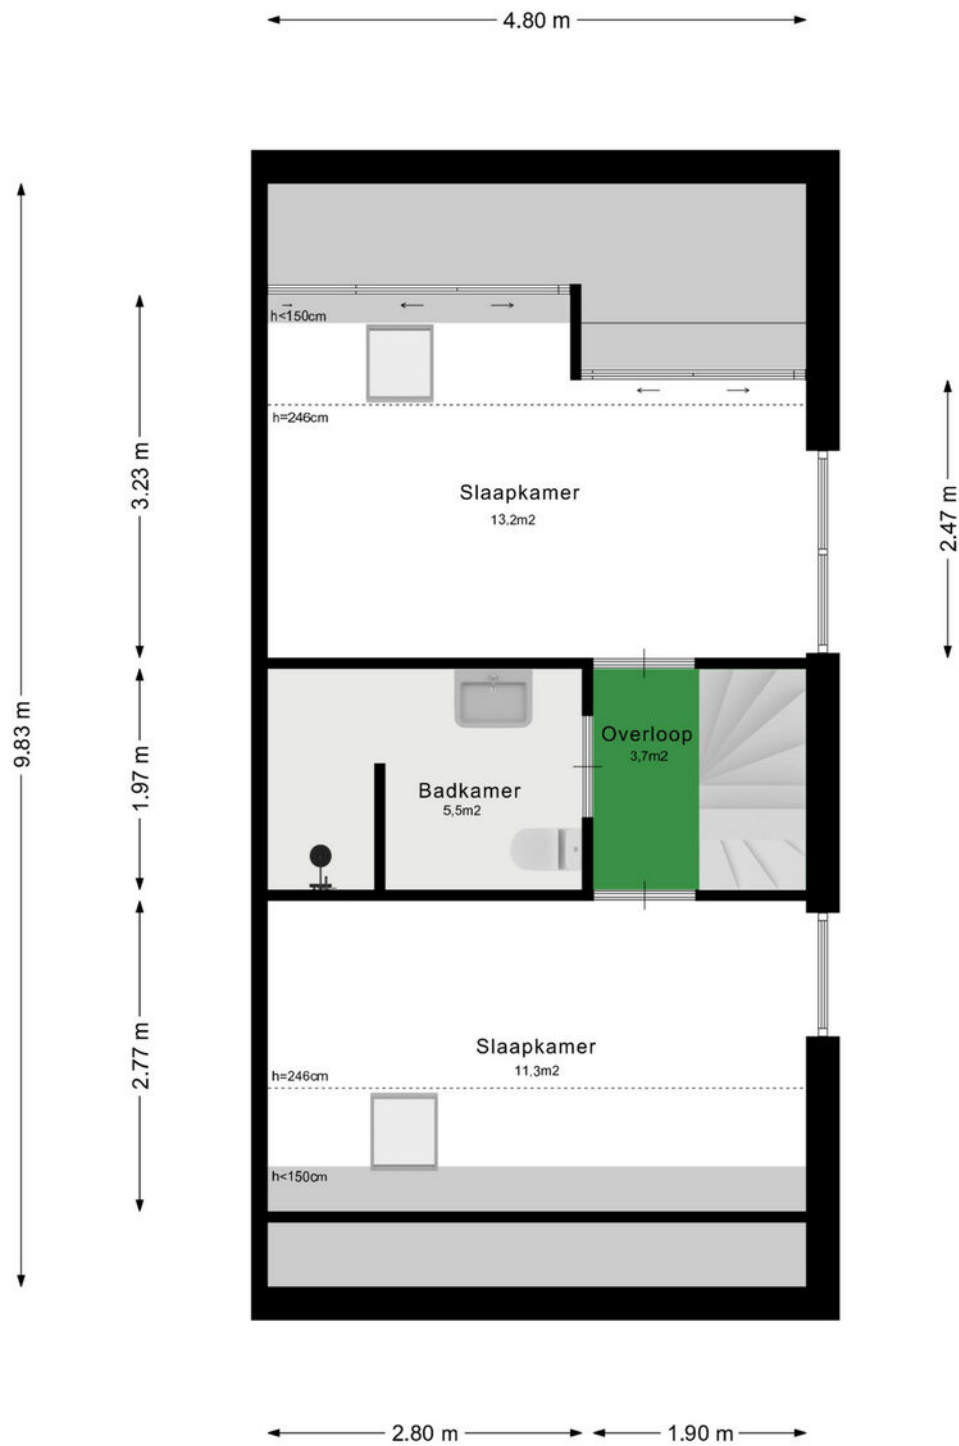 4.80 m
h<150cm
h=246cm
3.23 m
Slaapkamer
13,2m2
2.47 m
9.83 m
1.97 m
Overloop
3,7m2
Badkamer
5,5m2
2.77 m
Slaapkamer
11,3m2
h=246cm
h<150cm
2.80 m
1.90 m